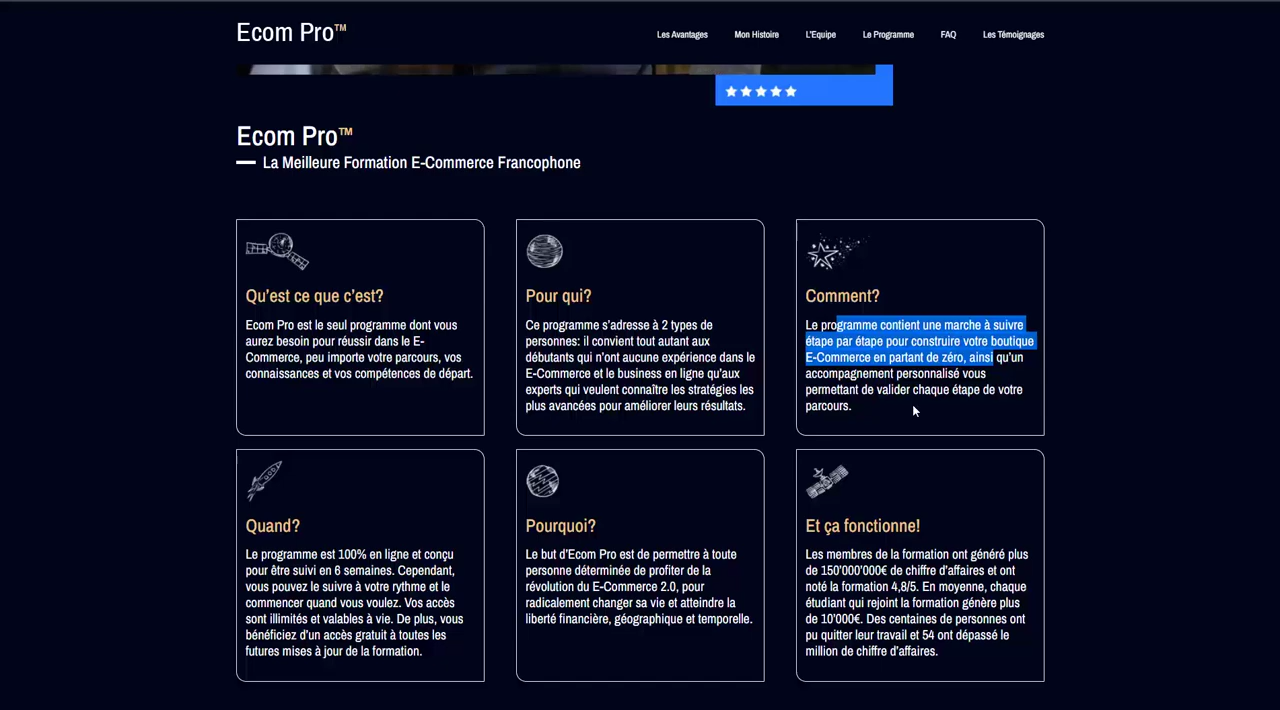 Ecom Pro™
Les Avantages
Mon Histoire
L'Equipe
Le Programme
FAQ
Les Témoignages
Ecom Pro™
La Meilleure Formation E-Commerce Francophone
Qu'est ce que c'est?
Ecom Pro est le seul programme dont vous
aurez besoin pour réussir dans le E-
Commerce, peu importe votre parcours, vos
connaissances et vos compétences de départ.
Pour qui?
Ce programme s'adresse à 2 types de
personnes: il convient tout autant aux
débutants qui n'ont aucune expérience dans le
E-Commerce et le business en ligne qu'aux
experts qui veulent connaître les stratégies les
plus avancées pour améliorer leurs résultats.
Comment?
Le programme contient une marche à suivre
étape par étape pour construire votre boutique
E-Commerce en partant de zéro, ainsi qu'un
accompagnement personnalisé vous
permettant de valider chaque étape de votre
parcours.
Quand?
Le programme est 100% en ligne et conçu
pour être suivi en 6 semaines. Cependant,
vous pouvez le suivre à votre rythme et le
commencer quand vous voulez. Vos accès
sont illimités et valables à vie. De plus, vous
bénéficiez d'un accès gratuit à toutes les
futures mises à jour de la formation.
Pourquoi?
Le but d'Ecom Pro est de permettre à toute
personne déterminée de profiter de la
révolution du E-Commerce 2.0, pour
radicalement changer sa vie et atteindre la
liberté financière, géographique et temporelle.
Et ça fonctionne!
Les membres de la formation ont généré plus
de 150'000'000€ de chiffre d'affaires et ont
noté la formation 4,8/5. En moyenne, chaque
étudiant qui rejoint la formation génère plus
de 10'000€. Des centaines de personnes ont
pu quitter leur travail et 54 ont dépassé le
million de chiffre d'affaires.